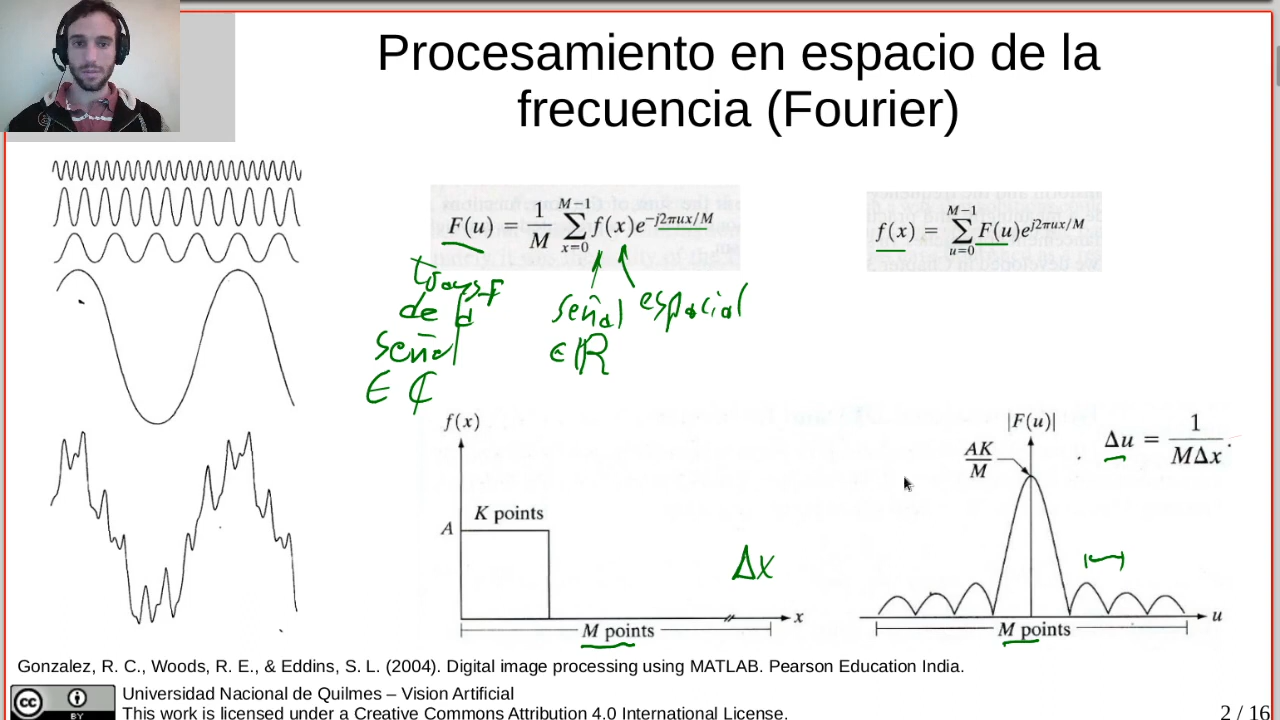 Procesamiento en espacio de la
frecuencia (Fourier)
F(u) = 1/M Σ_{x=0}^{M−1} f(x)e^{−j2πux/M}
f(x) = Σ_{u=0}^{M−1} F(u)e^{j2πux/M}
transf
de
señal
∈ ℂ
señal espacial
∈ ℝ
f(x)
K points
A
Δx
x
M points
|F(u)|
AK/M
Δu = 1/(MΔx).
u
M points
Gonzalez, R. C., Woods, R. E., & Eddins, S. L. (2004). Digital image processing using MATLAB. Pearson Education India.
cc BY
Universidad Nacional de Quilmes – Vision Artificial
This work is licensed under a Creative Commons Attribution 4.0 International License.
2 / 16